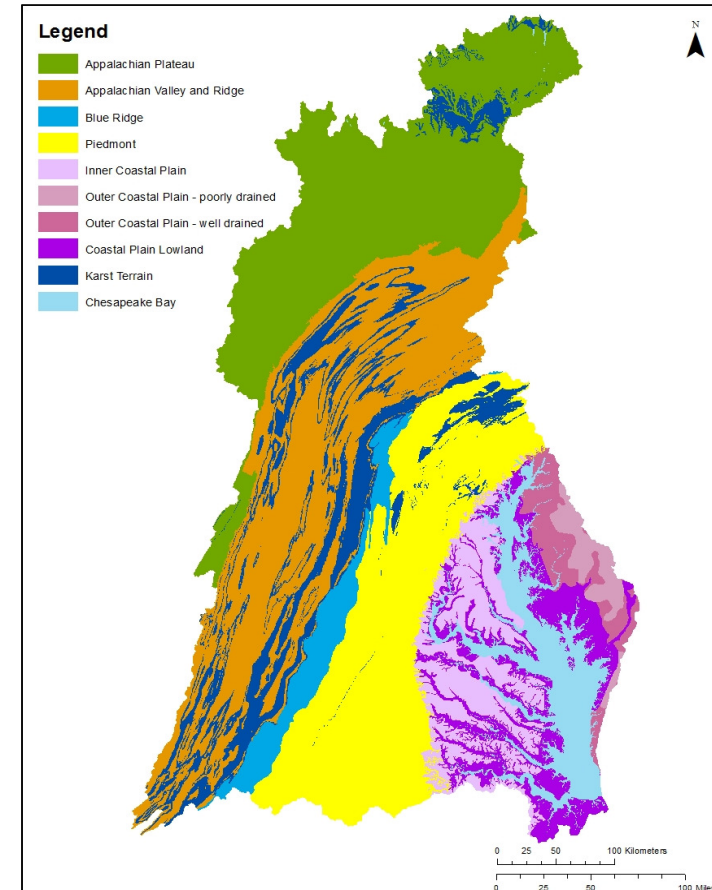 Legend
Appalachian Plateau
Appalachian Valley and Ridge
Blue Ridge
Piedmont
Inner Coastal Plain
Outer Coastal Plain - poorly drained
Outer Coastal Plain - well drained
Coastal Plain Lowland
Karst Terrain
Chesapeake Bay
N
0 25 50 100 Kilometers
0 25 50 100 Miles